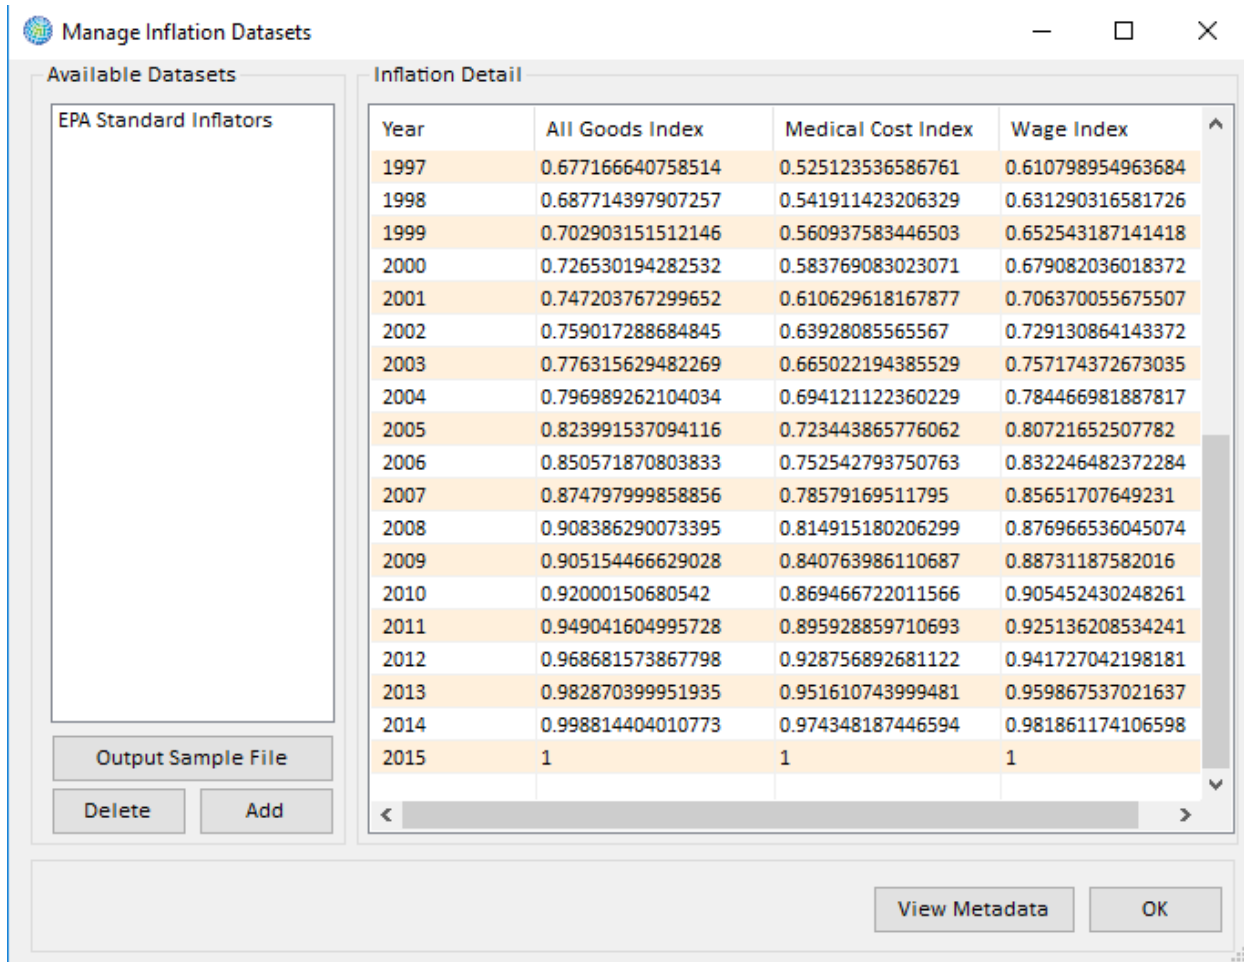 Manage Inflation Datasets
Available Datasets
Inflation Detail
EPA Standard Inflators
Year All Goods Index Medical Cost Index Wage Index
1997 0.677166640758514 0.525123536586761 0.610798954963684
1998 0.687714397907257 0.541911423206329 0.631290316581726
1999 0.702903151512146 0.560937583446503 0.652543187141418
2000 0.726530194282532 0.583769083023071 0.679082036018372
2001 0.747203767299652 0.610629618167877 0.706370055675507
2002 0.759017288684845 0.63928085565567 0.729130864143372
2003 0.776315629482269 0.665022194385529 0.757174372673035
2004 0.796989262104034 0.694121122360229 0.784466981887817
2005 0.823991537094116 0.723443865776062 0.80721652507782
2006 0.850571870803833 0.752542793750763 0.832246482372284
2007 0.874797999858856 0.78579169511795 0.85651707649231
2008 0.908386290073395 0.814915180206299 0.876966536045074
2009 0.905154466629028 0.840763986110687 0.88731187582016
2010 0.92000150680542 0.869466722011566 0.905452430248261
2011 0.949041604995728 0.895928859710693 0.925136208534241
2012 0.968681573867798 0.928756892681122 0.941727042198181
2013 0.982870399951935 0.951610743999481 0.959867537021637
2014 0.998814404010773 0.974348187446594 0.981861174106598
2015 1 1 1
Output Sample File
Delete Add
View Metadata OK